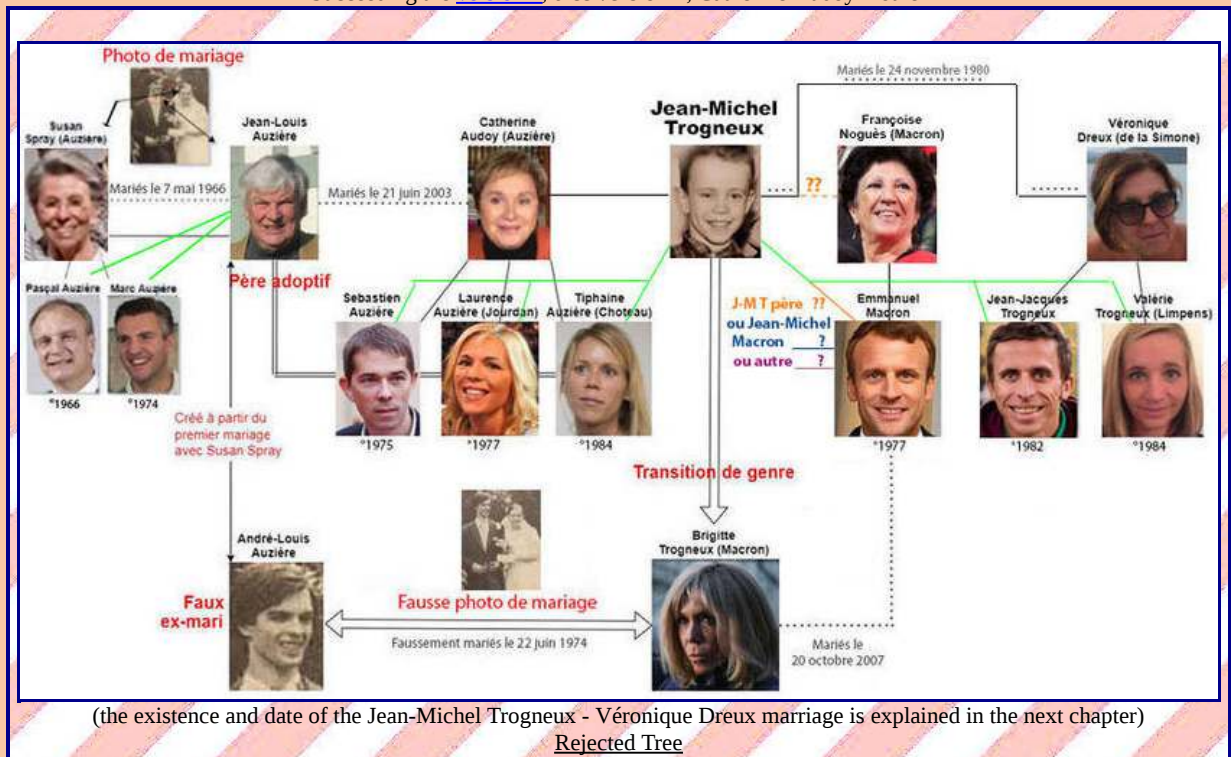 Photo de mariage
Mariés le 24 novembre 1980
Susan
Spray (Auzière)
Jean-Louis
Auzière
Catherine
Audoy (Auzière)
Jean-Michel
Trogneux
Françoise
Noguès (Macron)
Véronique
Dreux (de la Simone)
Mariés le 7 mai 1966
Mariés le 21 juin 2003
??
Père adoptif
Pascal Auzière
Marc Auzière
Sebastien
Auzière
Laurence
Auzière (Jourdan)
Tiphaine
Auzière (Choteau)
J-M T père ??
ou Jean-Michel
Macron ?
ou autre ?
Emmanuel
Macron
Jean-Jacques
Trogneux
Valérie
Trogneux (Limpens)
°1966
°1974
°1975
°1977
°1984
°1977
°1982
°1984
Créé à partir du
premier mariage
avec Susan Spray
Transition de genre
André-Louis
Auzière
Brigitte
Trogneux (Macron)
Faux
ex-mari
Fausse photo de mariage
Faussement mariés le 22 juin 1974
Mariés le
20 octobre 2007
(the existence and date of the Jean-Michel Trogneux - Véronique Dreux marriage is explained in the next chapter)
Rejected Tree